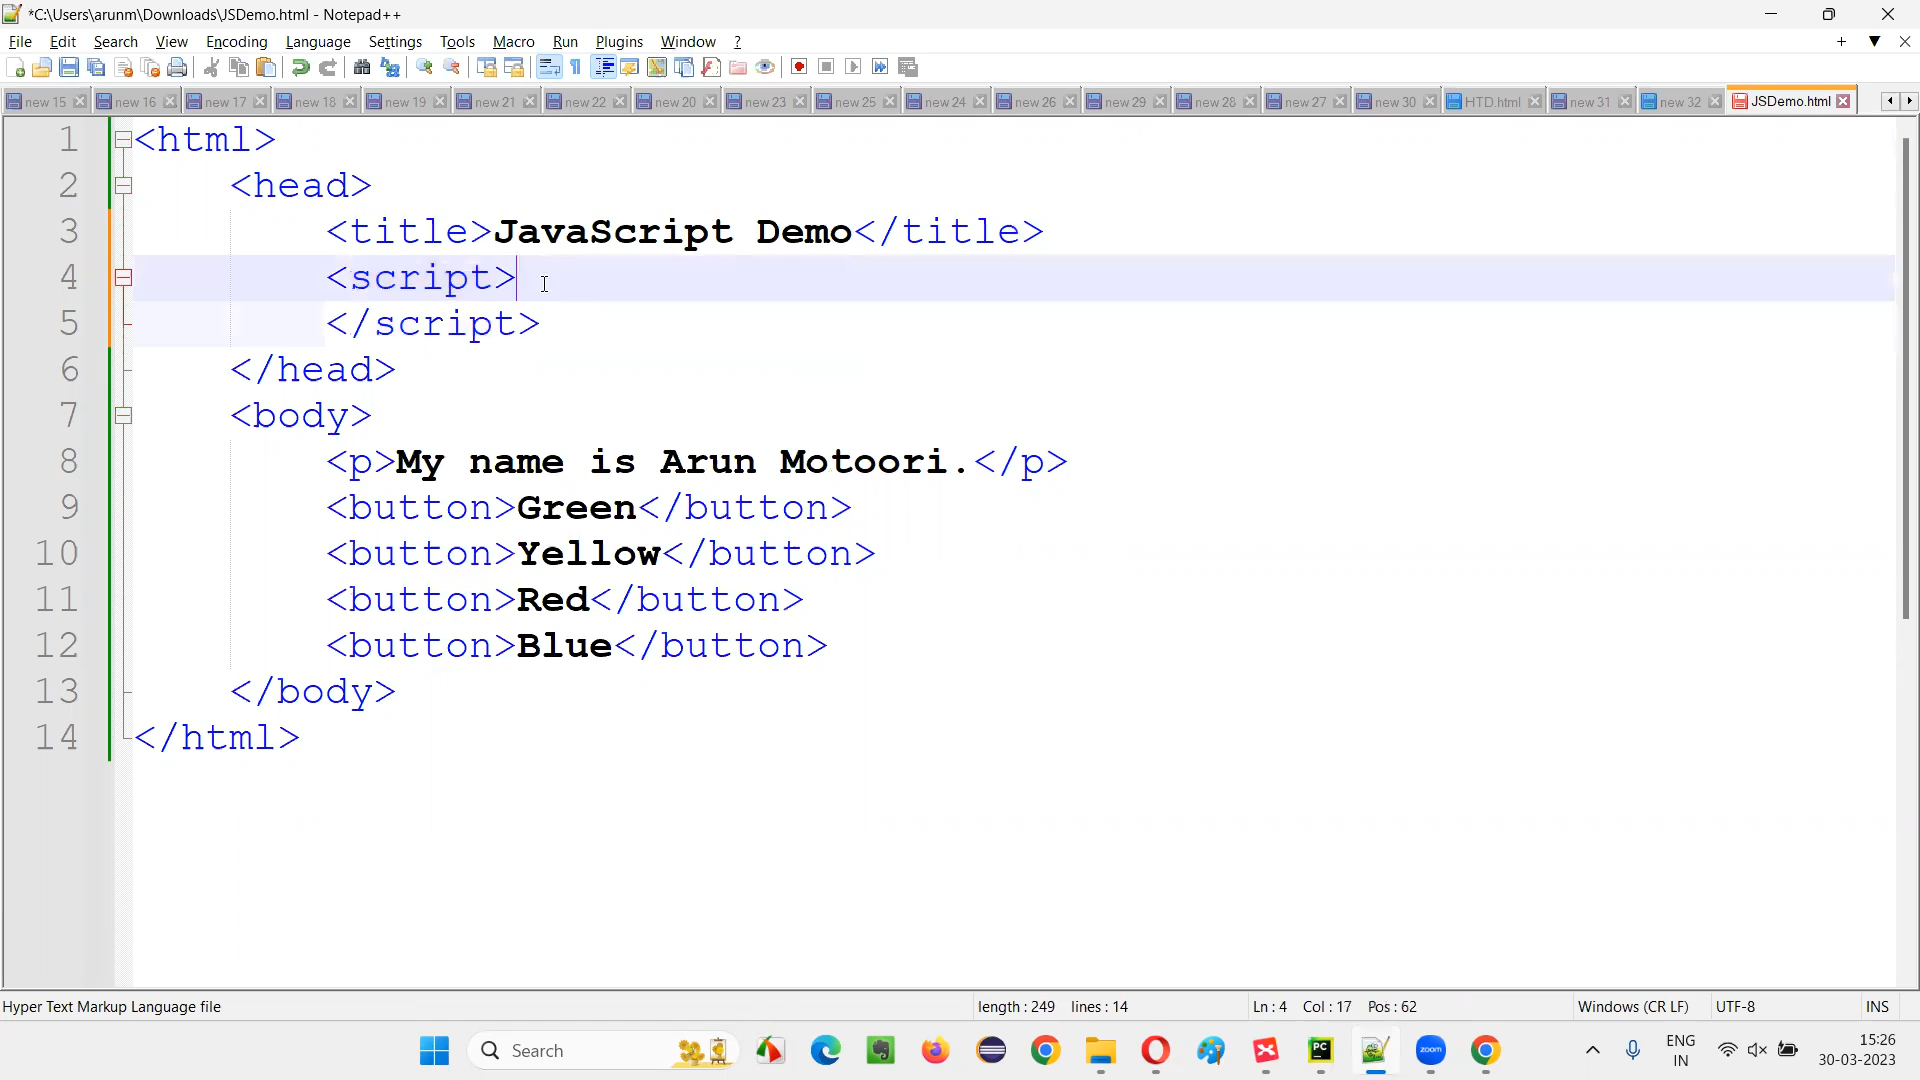 *C:\Users\arunm\Downloads\JSDemo.html - Notepad++
File Edit Search View Encoding Language Settings Tools Macro Run Plugins Window ?
new 15 new 16 new 17 new 18 new 19 new 21 new 22 new 20 new 23 new 25 new 24 new 26 new 29 new 28 new 27 new 30 HTD.html new 31 new 32 JSDemo.html
1 <html>
2 <head>
3 <title>JavaScript Demo</title>
4 <script>
5 </script>
6 </head>
7 <body>
8 <p>My name is Arun Motoori.</p>
9 <button>Green</button>
10 <button>Yellow</button>
11 <button>Red</button>
12 <button>Blue</button>
13 </body>
14 </html>
Hyper Text Markup Language file length : 249 lines : 14 Ln : 4 Col : 17 Pos : 62 Windows (CR LF) UTF-8 INS
Search PC zoom ENG 15:26
IN 30-03-2023